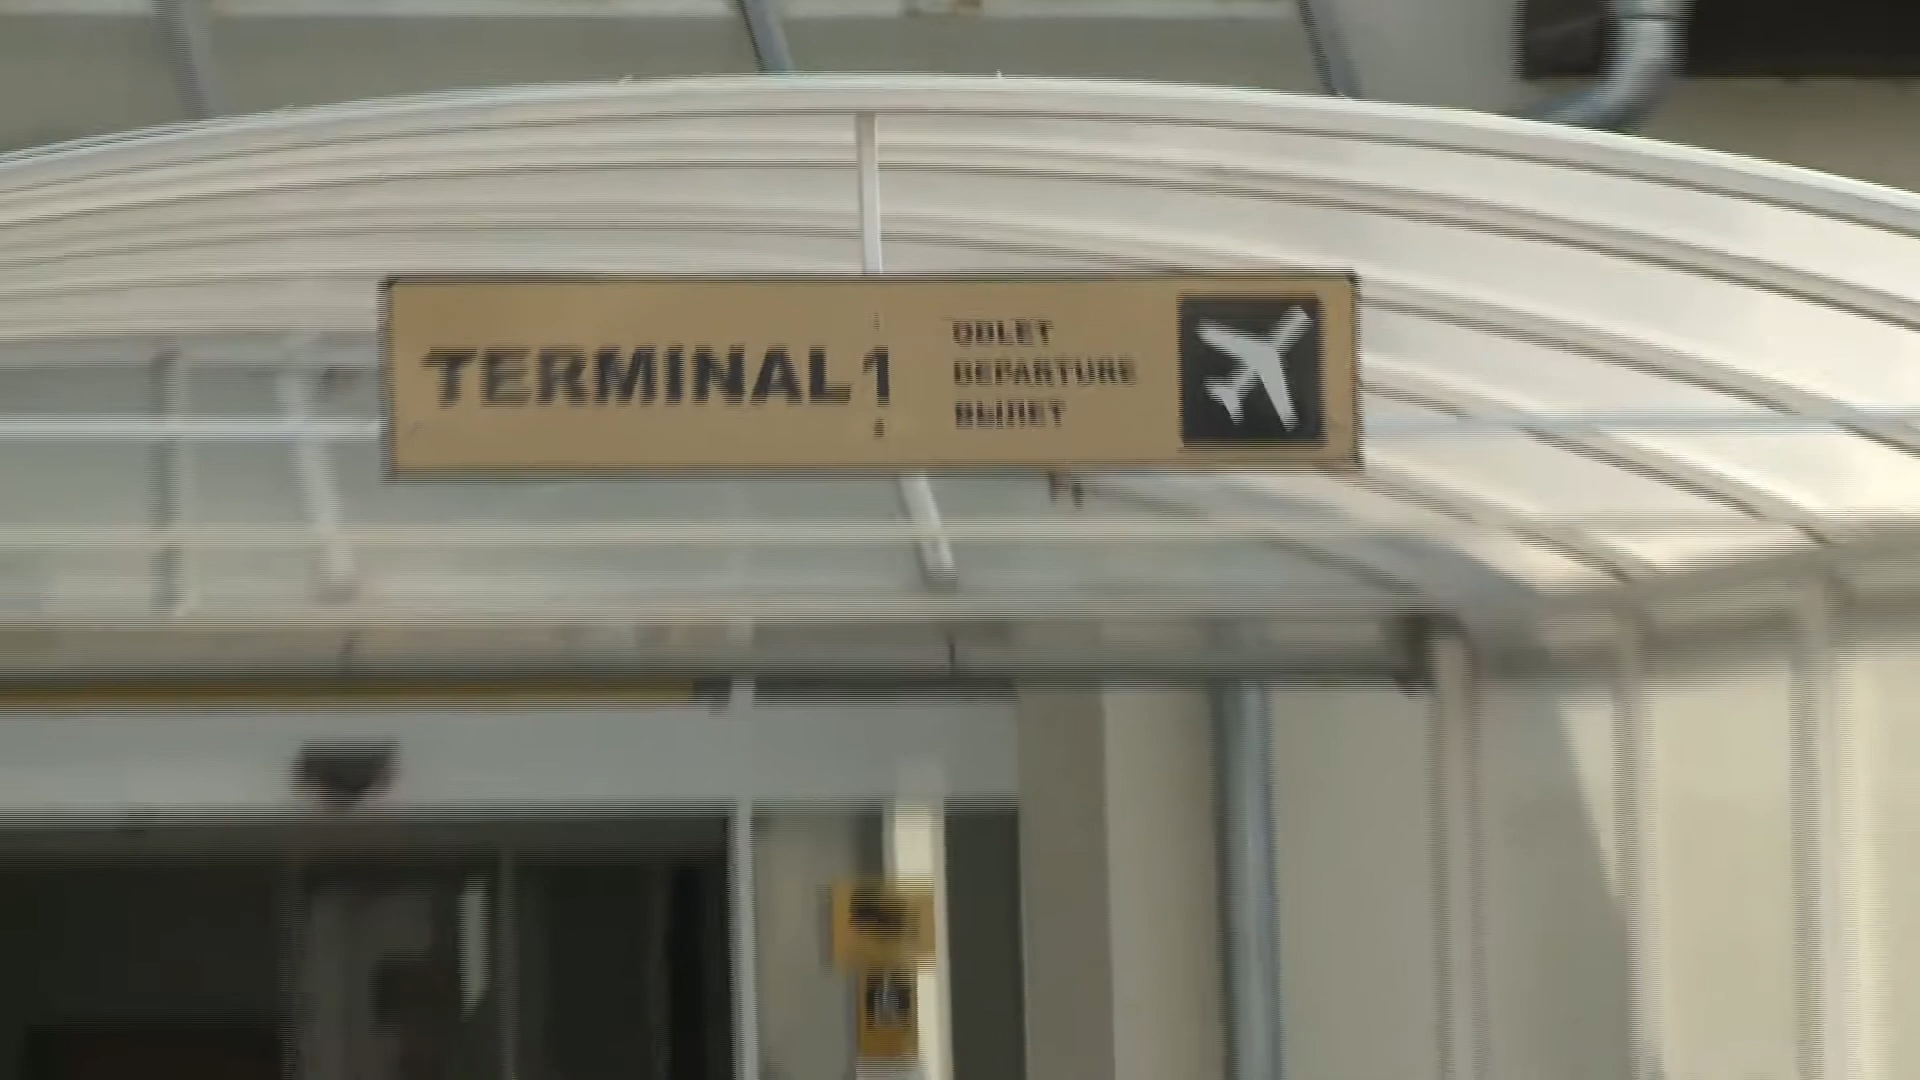 TERMINAL 1
ODLET
DEPARTURE
ВЫЛЕТ